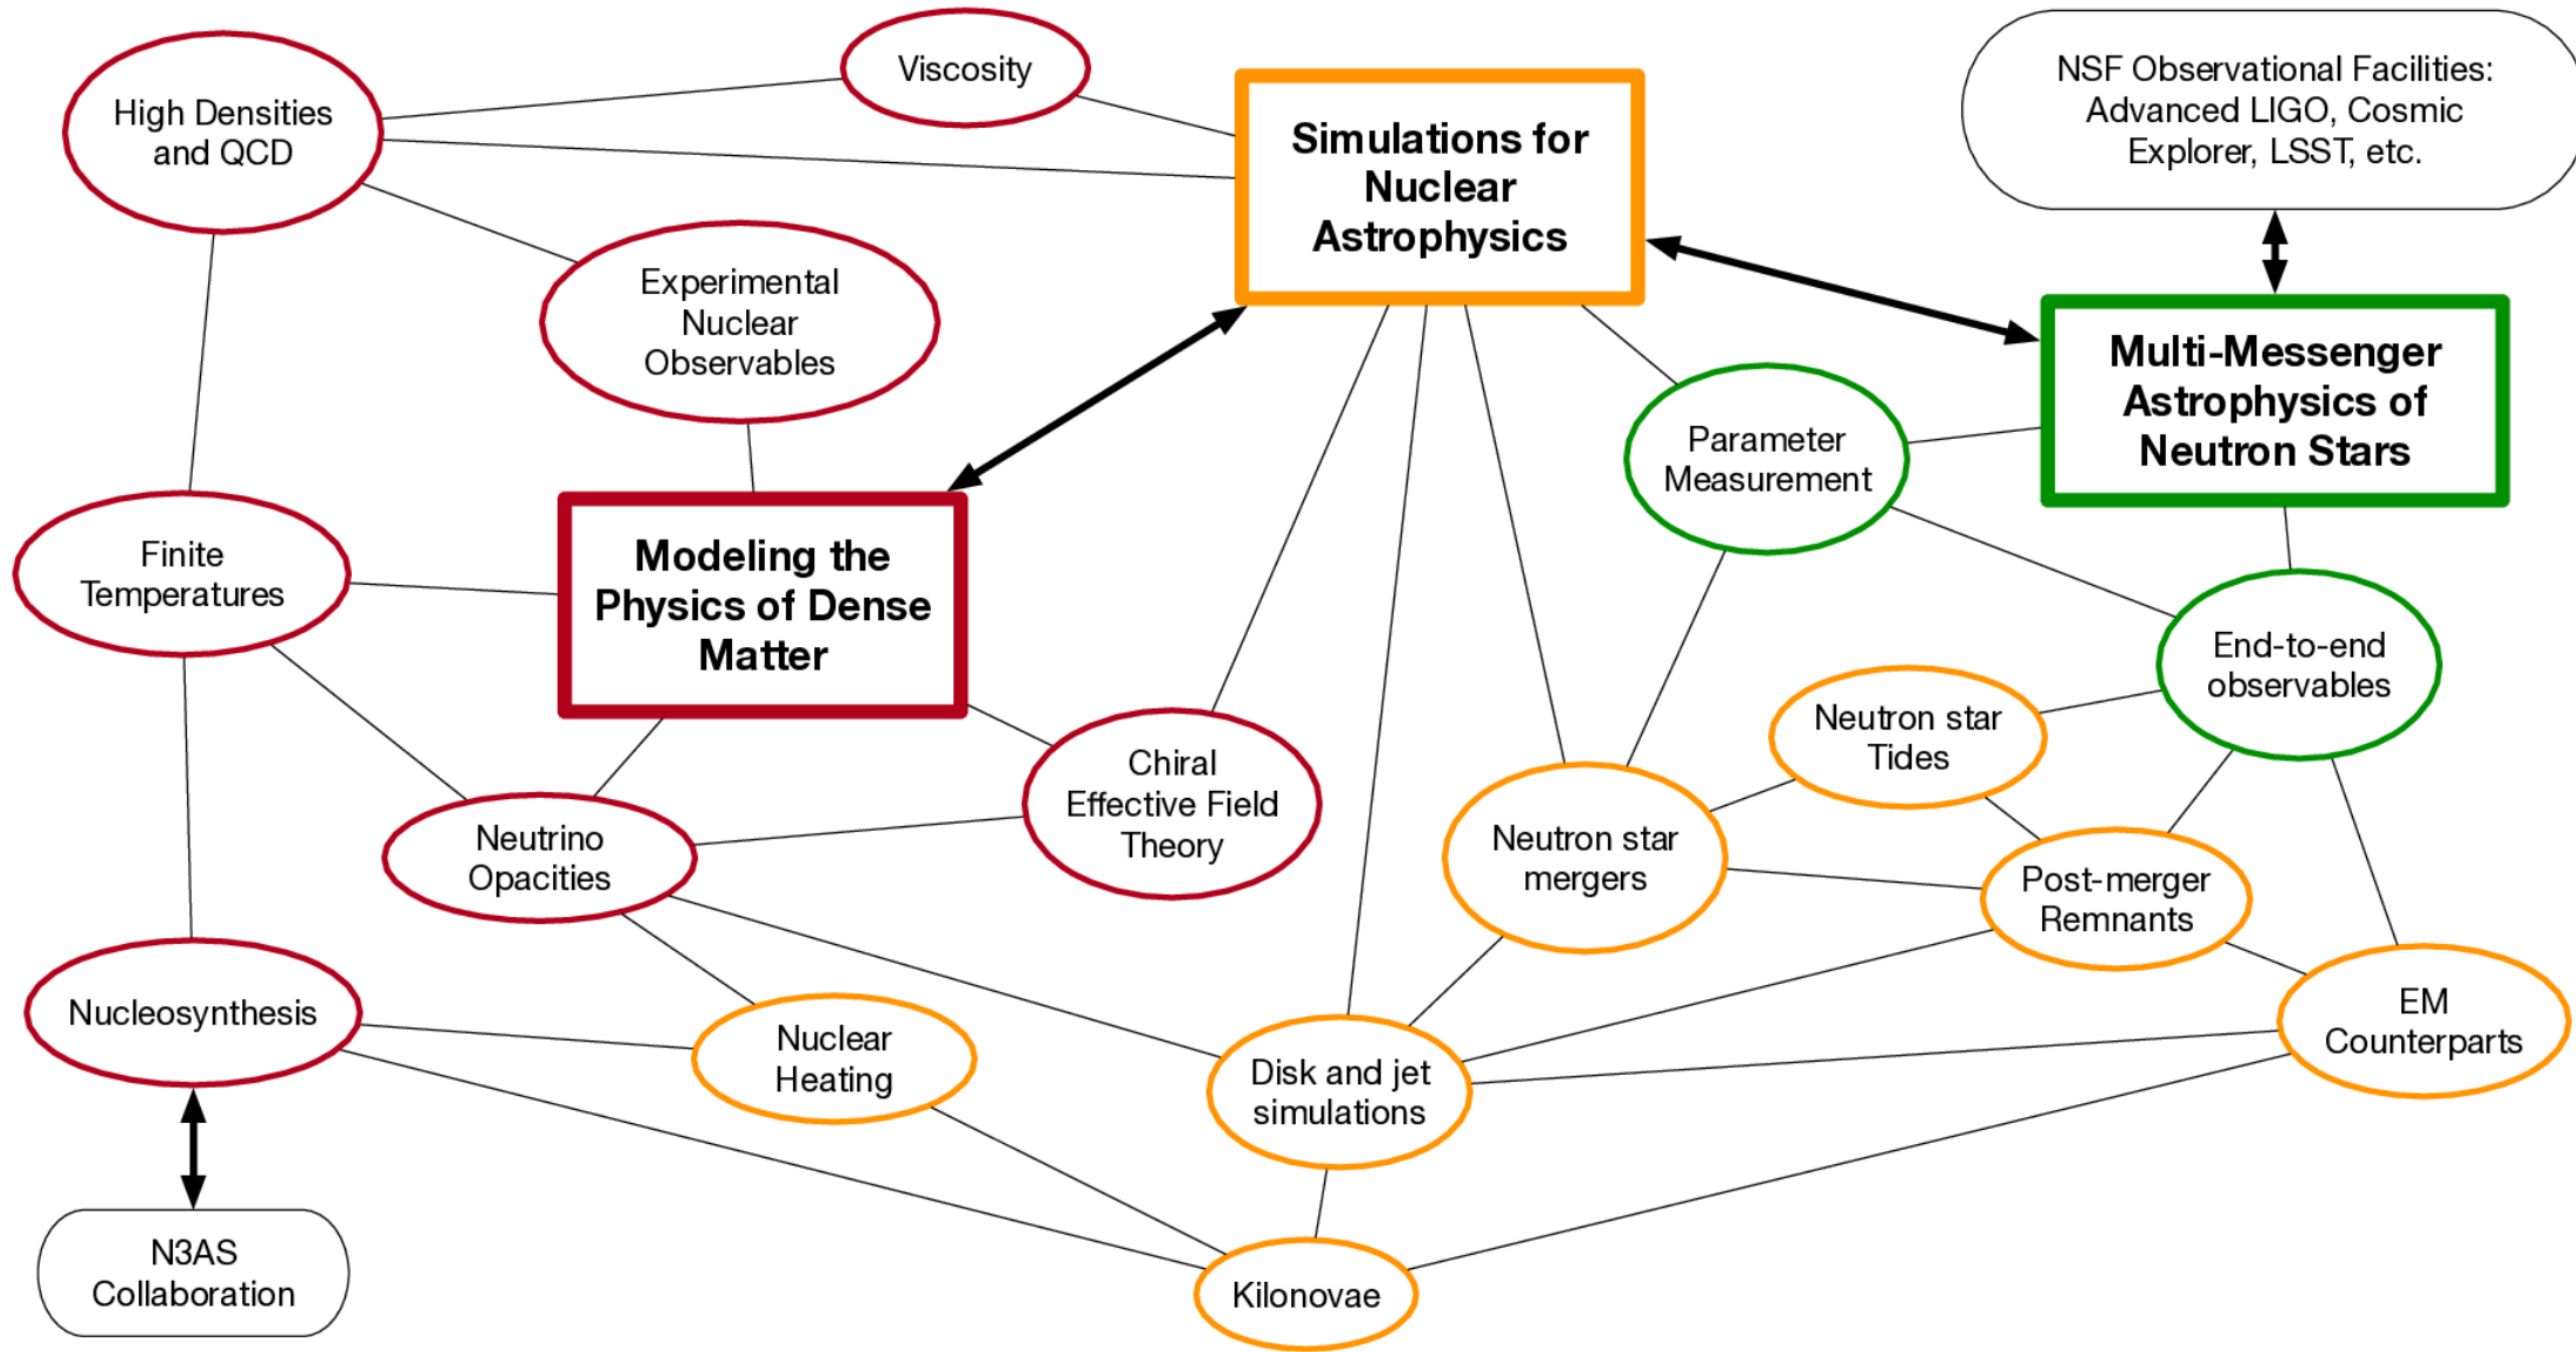 Viscosity
High Densities
and QCD
Simulations for
Nuclear
Astrophysics
NSF Observational Facilities:
Advanced LIGO, Cosmic
Explorer, LSST, etc.
Experimental
Nuclear
Observables
Multi-Messenger
Astrophysics of
Neutron Stars
Parameter
Measurement
Finite
Temperatures
Modeling the
Physics of Dense
Matter
End-to-end
observables
Neutron star
Tides
Chiral
Effective Field
Theory
Neutrino
Opacities
Neutron star
mergers
Post-merger
Remnants
Nucleosynthesis
Nuclear
Heating
Disk and jet
simulations
EM
Counterparts
N3AS
Collaboration
Kilonovae